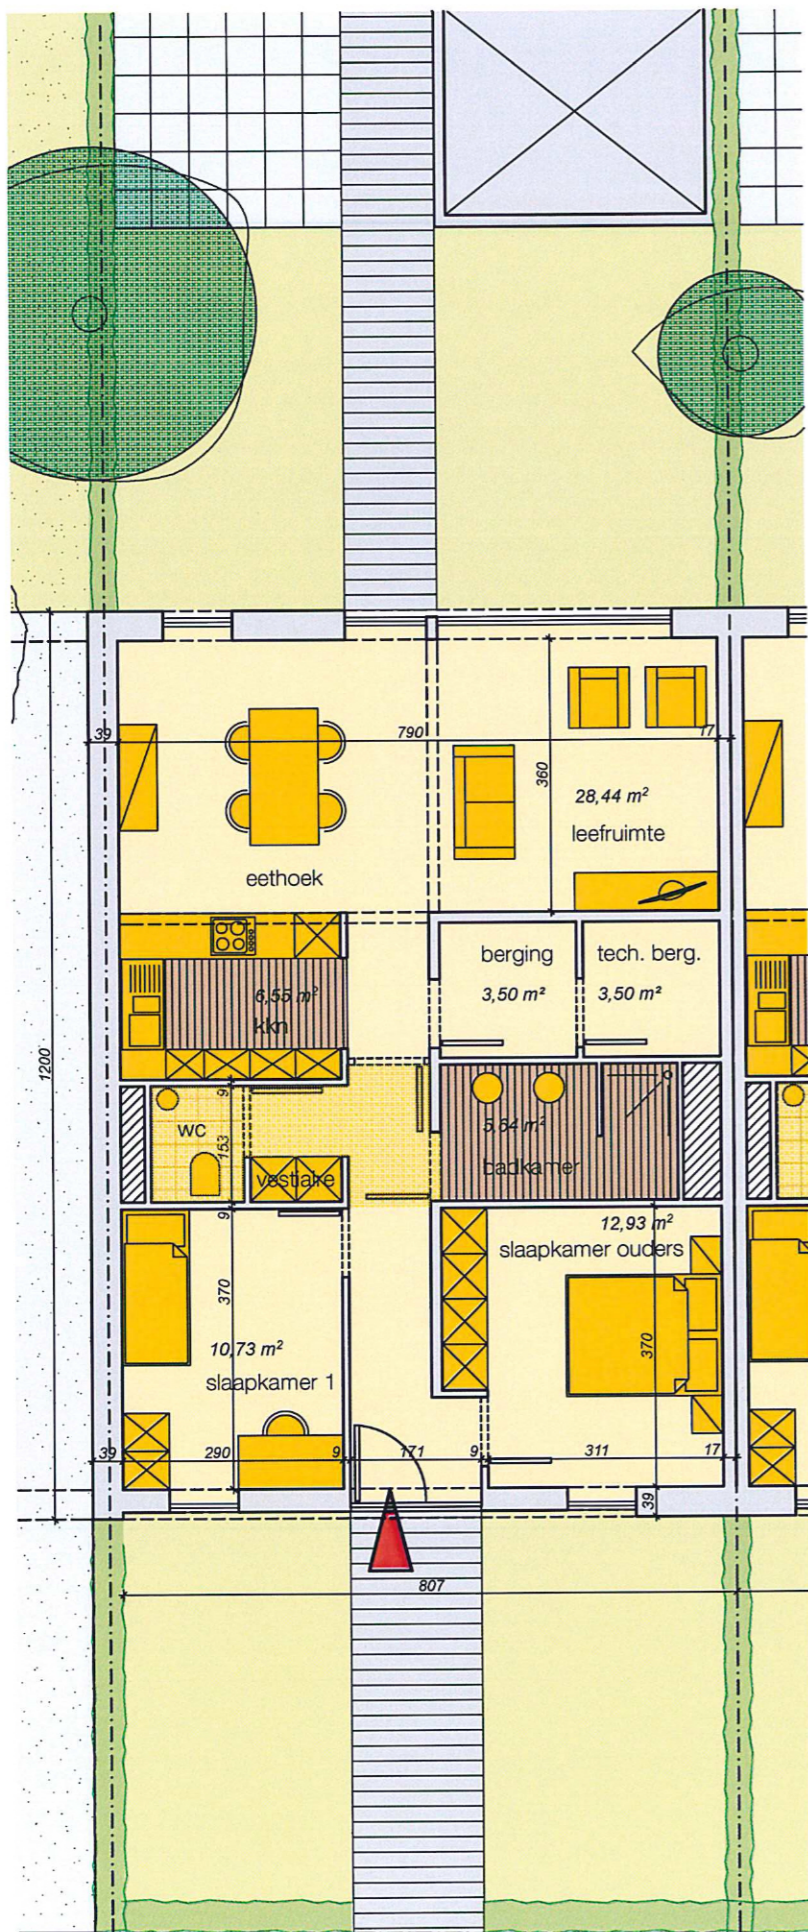 39
790
17
360
28,44 m²
leefruimte
eethoek
berging
tech. berg.
3,50 m²
3,50 m²
6,55 m²
kkn
1200
9
wc
153
vestiaire
5,64 m²
badkamer
9
12,93 m²
slaapkamer ouders
370
370
10,73 m²
slaapkamer 1
39
290
9
171
9
311
17
39
807